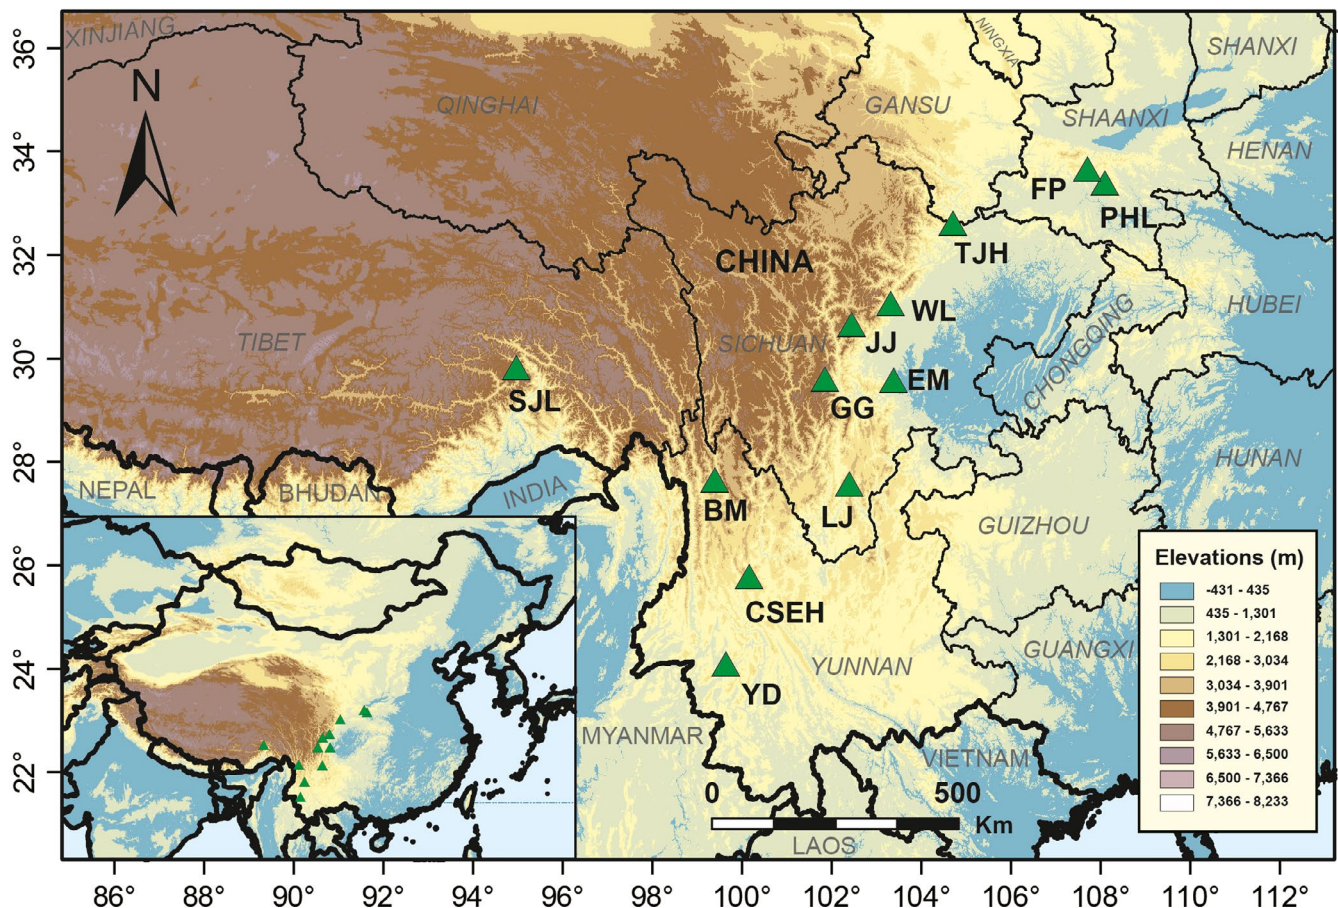 XINJIANG
36°
34°
32°
30°
28°
26°
24°
22°
N
QINGHAI
GANSU
NINGXIA
SHANXI
SHAANXI
HENAN
FP
PHL
TJH
CHINA
WL
HUBEI
TIBET
SICHUAN
JJ
CHONGQING
EM
SJL
GG
HUNAN
NEPAL
BHUDAN
INDIA
BM
LJ
GUIZHOU
CSEH
GUANGXI
YUNNAN
YD
MYANMAR
VIETNAM
LAOS
0
500
Km
Elevations (m)
-431 - 435
435 - 1,301
1,301 - 2,168
2,168 - 3,034
3,034 - 3,901
3,901 - 4,767
4,767 - 5,633
5,633 - 6,500
6,500 - 7,366
7,366 - 8,233
86°
88°
90°
92°
94°
96°
98°
100°
102°
104°
106°
108°
110°
112°